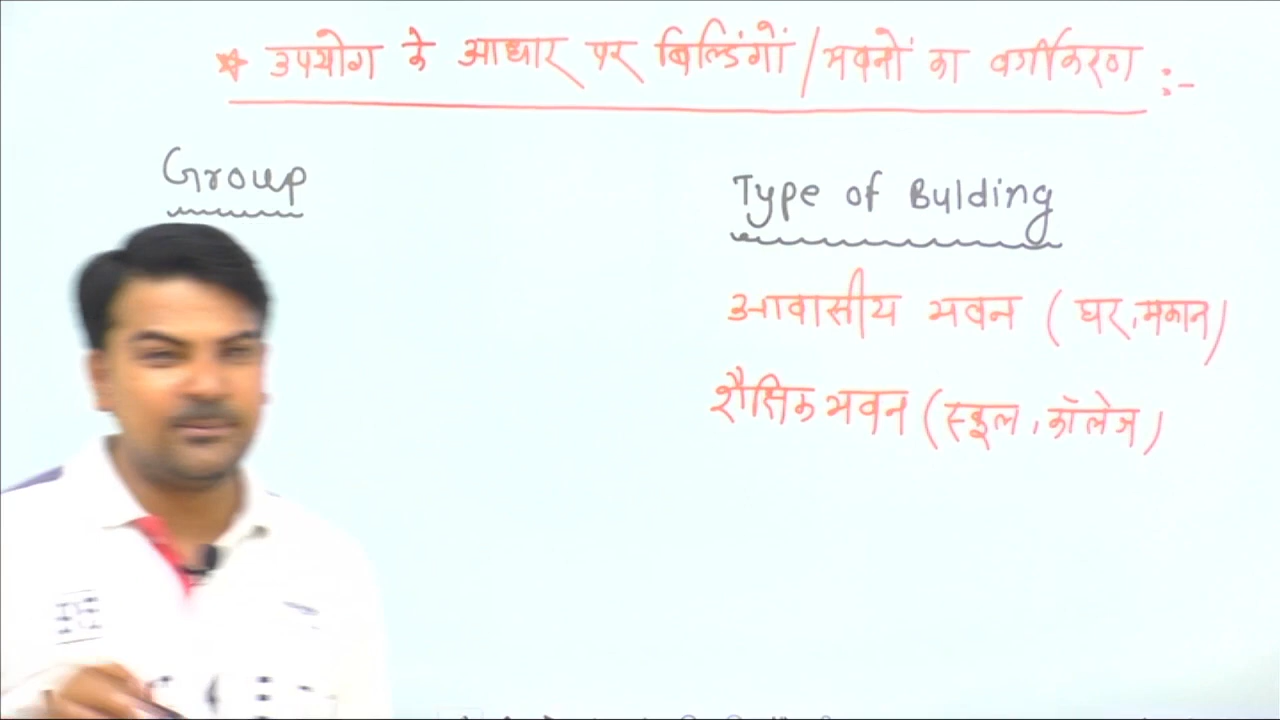 * उपयोग के आधार पर बिल्डिंगों/भवनों का वर्गीकरण :-
Group
Type of Bulding
आवासीय भवन (घर, मकान)
शैक्षिक भवन (स्कूल, कॉलेज)